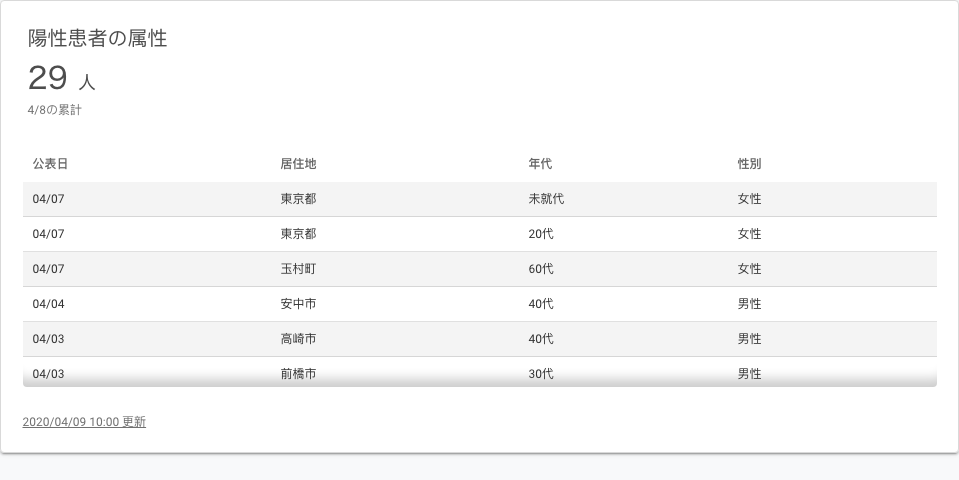 陽性患者の属性
29 人
4/8の累計
公表日 居住地 年代 性別
04/07 東京都 未就代 女性
04/07 東京都 20代 女性
04/07 玉村町 60代 女性
04/04 安中市 40代 男性
04/03 高崎市 40代 男性
04/03 前橋市 30代 男性
2020/04/09 10:00 更新